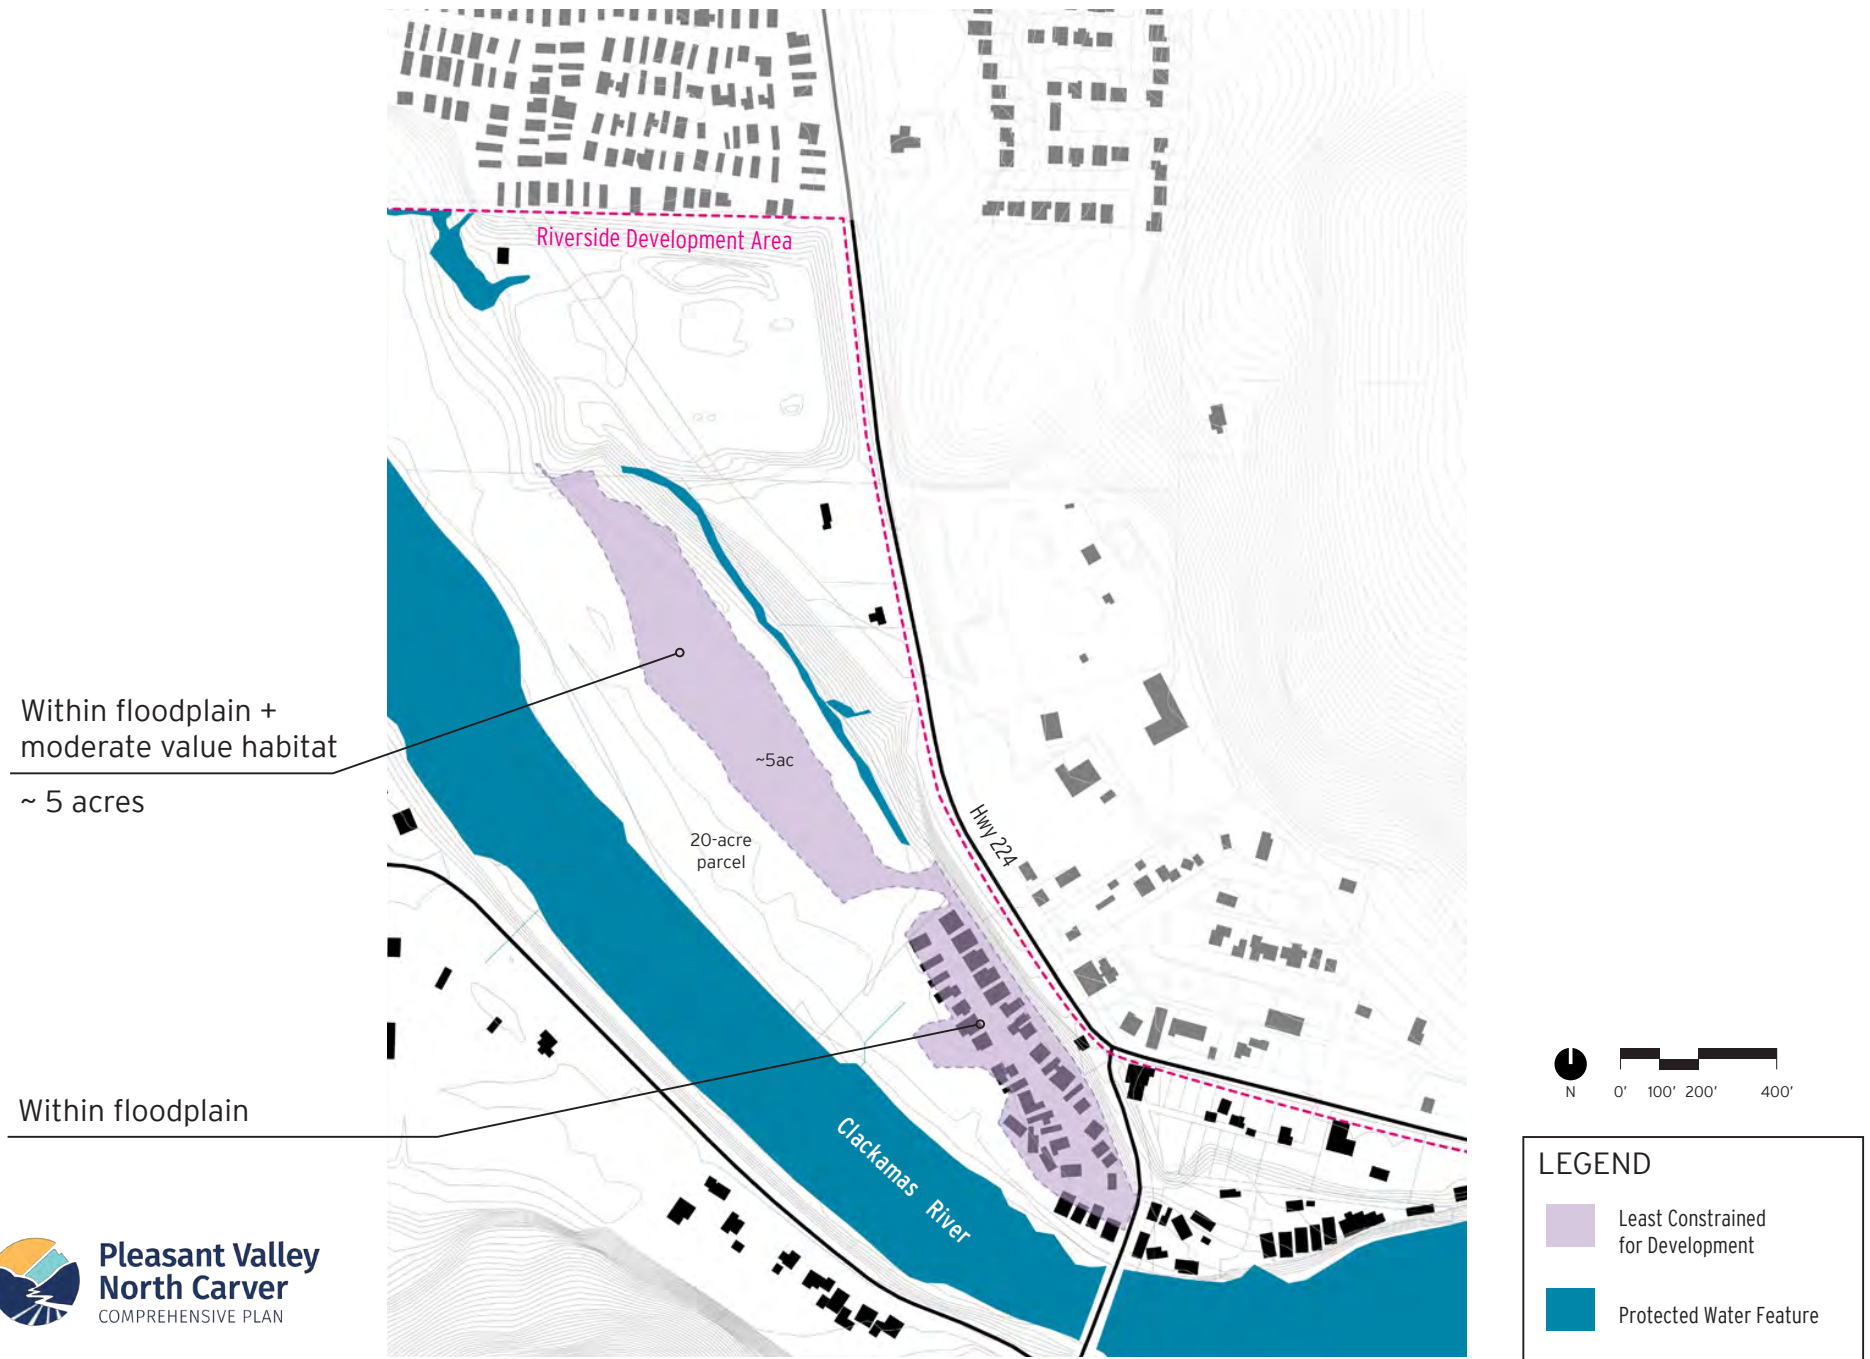 Riverside Development Area
Within floodplain +
moderate value habitat
~ 5 acres
~5ac
20-acre
parcel
Hwy 224
Within floodplain
Clackamas River
N
0' 100' 200' 400'
LEGEND
Least Constrained
for Development
Protected Water Feature
Pleasant Valley
North Carver
COMPREHENSIVE PLAN